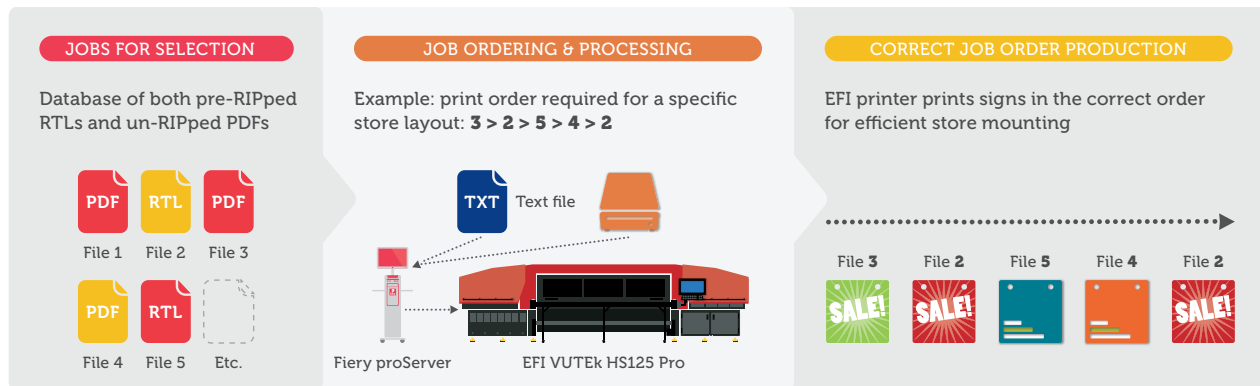 JOBS FOR SELECTION
Database of both pre-RIPped
RTLs and un-RIPped PDFs
PDF RTL PDF
File 1 File 2 File 3
PDF RTL
File 4 File 5 Etc.
JOB ORDERING & PROCESSING
Example: print order required for a specific
store layout: 3 > 2 > 5 > 4 > 2
TXT Text file
Fiery proServer EFI VUTEk HS125 Pro
CORRECT JOB ORDER PRODUCTION
EFI printer prints signs in the correct order
for efficient store mounting
File 3 File 2 File 5 File 4 File 2
SALE! SALE! SALE!